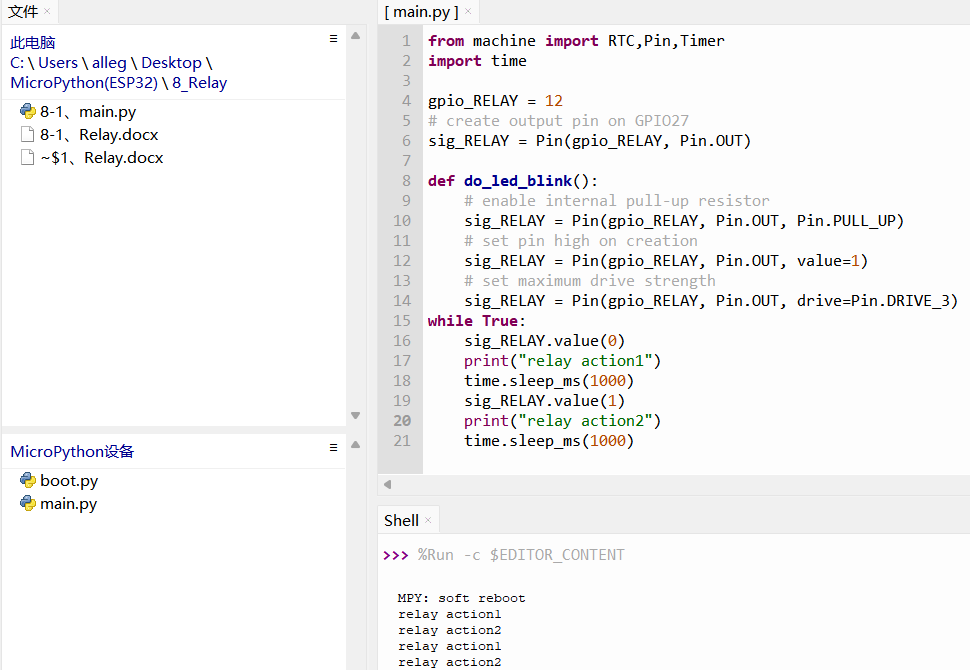 文件 ×
此电脑
C: \ Users \ alleg \ Desktop \
MicroPython(ESP32) \ 8_Relay
8-1、main.py
8-1、Relay.docx
~$1、Relay.docx
MicroPython设备
boot.py
main.py
[ main.py ] ×
1 from machine import RTC,Pin,Timer
2 import time
3
4 gpio_RELAY = 12
5 # create output pin on GPIO27
6 sig_RELAY = Pin(gpio_RELAY, Pin.OUT)
7
8 def do_led_blink():
9     # enable internal pull-up resistor
10     sig_RELAY = Pin(gpio_RELAY, Pin.OUT, Pin.PULL_UP)
11     # set pin high on creation
12     sig_RELAY = Pin(gpio_RELAY, Pin.OUT, value=1)
13     # set maximum drive strength
14     sig_RELAY = Pin(gpio_RELAY, Pin.OUT, drive=Pin.DRIVE_3)
15 while True:
16     sig_RELAY.value(0)
17     print("relay action1")
18     time.sleep_ms(1000)
19     sig_RELAY.value(1)
20     print("relay action2")
21     time.sleep_ms(1000)
Shell ×
>>> %Run -c $EDITOR_CONTENT
MPY: soft reboot
relay action1
relay action2
relay action1
relay action2